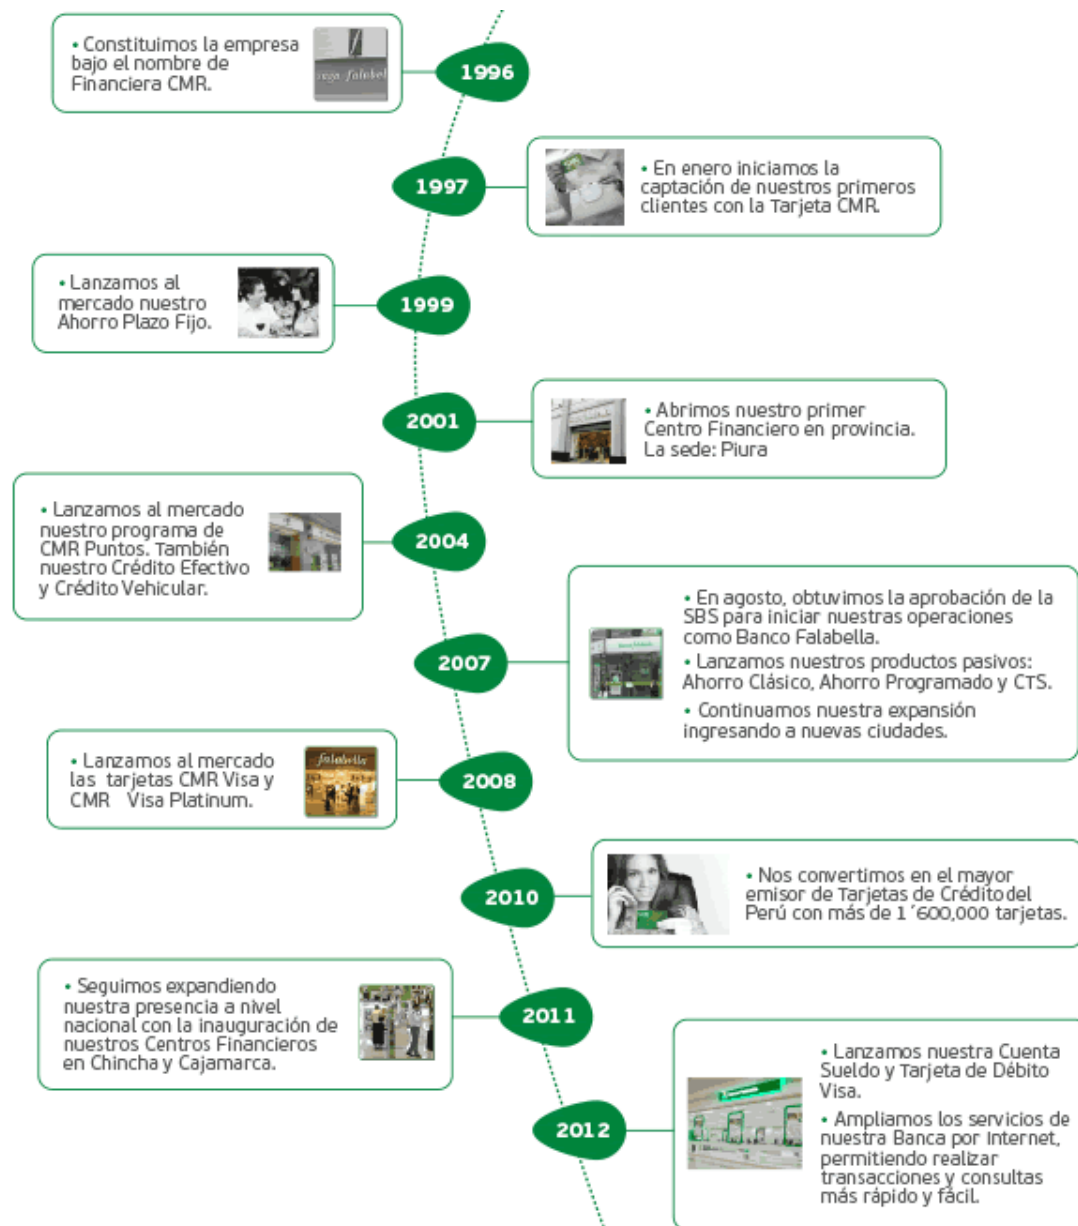 • Constituimos la empresa
bajo el nombre de
Financiera CMR.
1996
1997
• En enero iniciamos la
captación de nuestros primeros
clientes con la Tarjeta CMR.
• Lanzamos al
mercado nuestro
Ahorro Plazo Fijo.
1999
2001
• Abrimos nuestro primer
Centro Financiero en provincia.
La sede: Piura
• Lanzamos al mercado
nuestro programa de
CMR Puntos. También
nuestro Crédito Efectivo
y Crédito Vehicular.
2004
2007
• En agosto, obtuvimos la aprobación de la
SBS para iniciar nuestras operaciones
como Banco Falabella.
• Lanzamos nuestros productos pasivos:
Ahorro Clásico, Ahorro Programado y CTS.
• Continuamos nuestra expansión
ingresando a nuevas ciudades.
• Lanzamos al mercado
las tarjetas CMR Visa y
CMR Visa Platinum.
falabella
2008
2010
• Nos convertimos en el mayor
emisor de Tarjetas de Crédito del
Perú con más de 1´600,000 tarjetas.
• Seguimos expandiendo
nuestra presencia a nivel
nacional con la inauguración de
nuestros Centros Financieros
en Chincha y Cajamarca.
2011
2012
• Lanzamos nuestra Cuenta
Sueldo y Tarjeta de Débito
Visa.
• Ampliamos los servicios de
nuestra Banca por Internet,
permitiendo realizar
transacciones y consultas
más rápido y fácil.